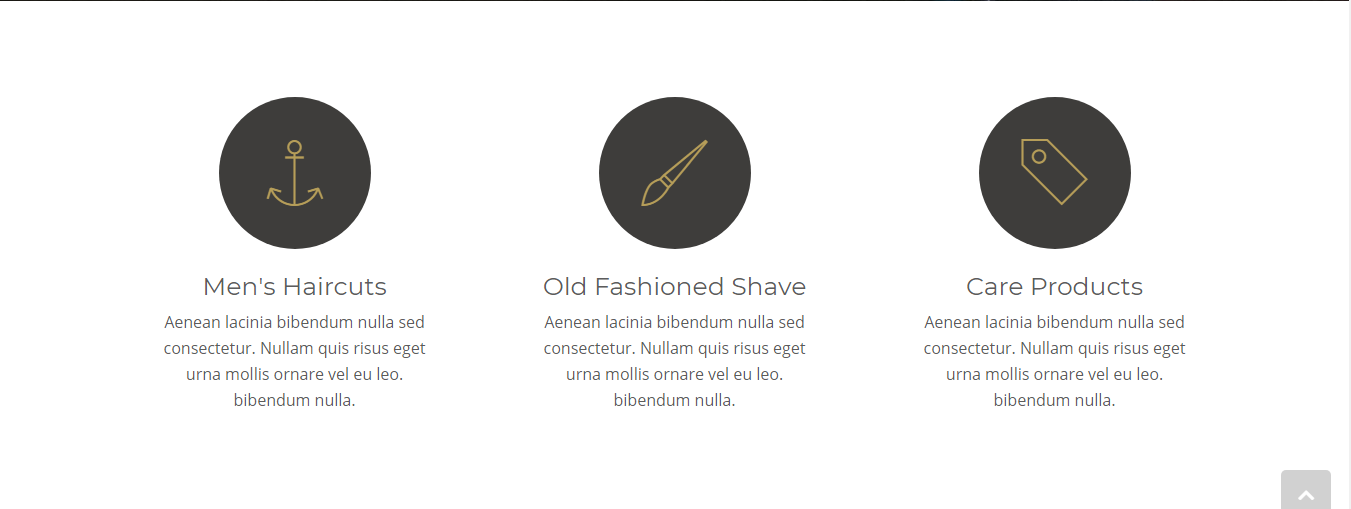 Men's Haircuts
Aenean lacinia bibendum nulla sed
consectetur. Nullam quis risus eget
urna mollis ornare vel eu leo.
bibendum nulla.
Old Fashioned Shave
Aenean lacinia bibendum nulla sed
consectetur. Nullam quis risus eget
urna mollis ornare vel eu leo.
bibendum nulla.
Care Products
Aenean lacinia bibendum nulla sed
consectetur. Nullam quis risus eget
urna mollis ornare vel eu leo.
bibendum nulla.